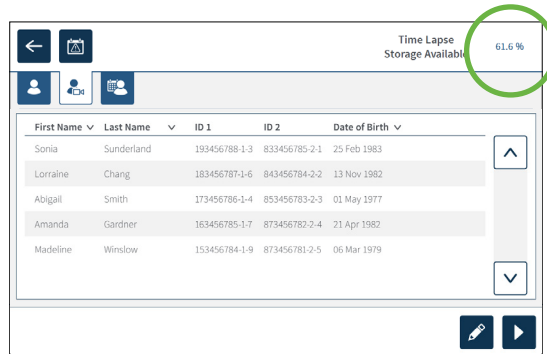 Time Lapse
Storage Available 61.6 %
First Name Last Name ID 1 ID 2 Date of Birth
Sonia Sunderland 193456788-1-3 833456785-2-1 25 Feb 1983
Lorraine Chang 183456787-1-6 843456784-2-2 13 Nov 1982
Abigail Smith 173456786-1-4 853456783-2-3 01 May 1977
Amanda Gardner 163456785-1-7 873456782-2-4 21 Apr 1982
Madeline Winslow 153456784-1-9 873456781-2-5 06 Mar 1979